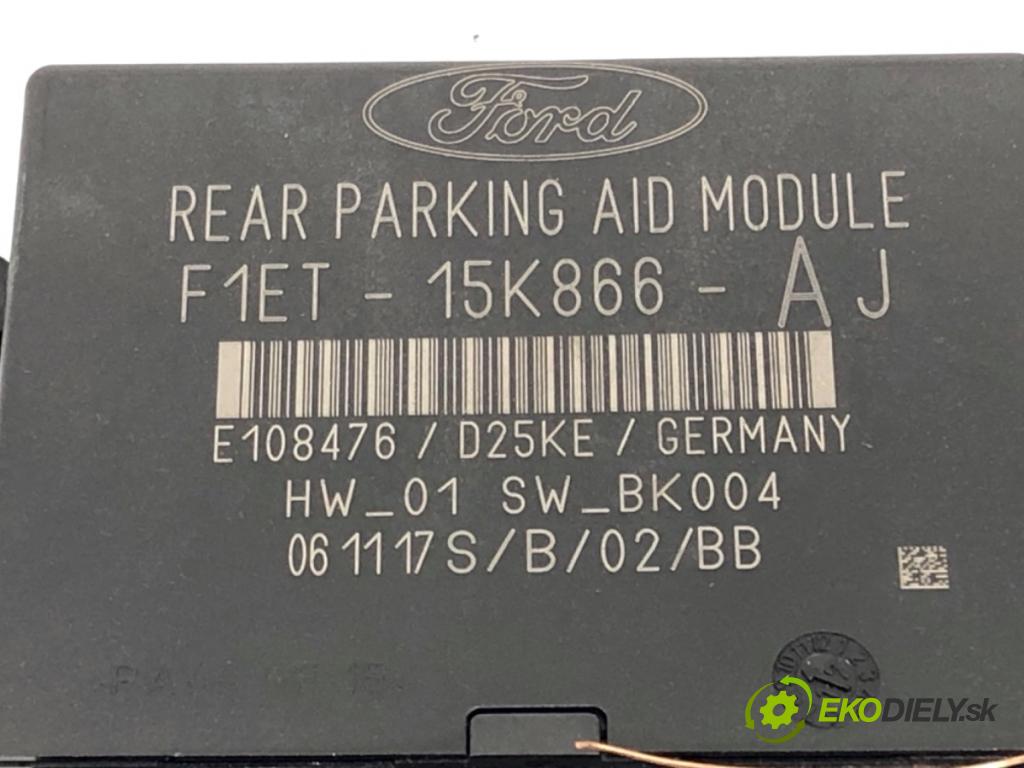 Ford
REAR PARKING AID MODULE
F1ET - 15K866 - AJ
E108476 / D25KE / GERMANY
HW_01 SW_BK004
061117S/B/02/BB
EKODIELY.sk